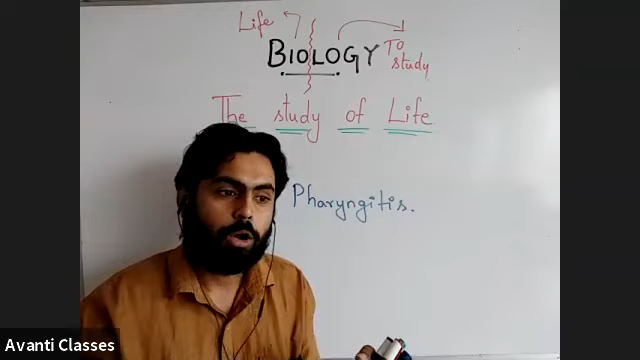 Life
BIOLOGY
To
study
The study of Life
Pharyngitis.
Avanti Classes